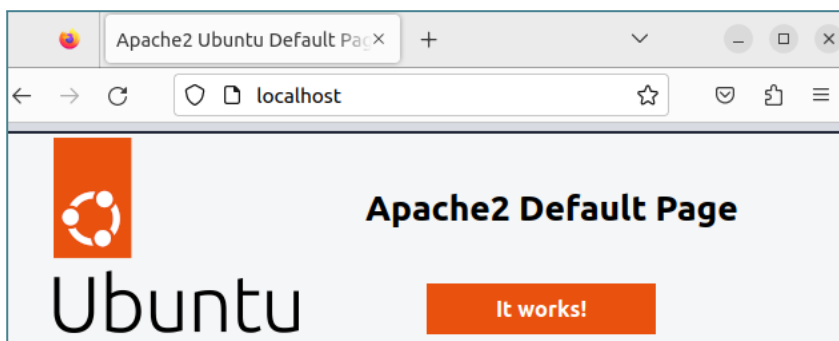 Apache2 Ubuntu Default Pag
localhost
Apache2 Default Page
Ubuntu
It works!